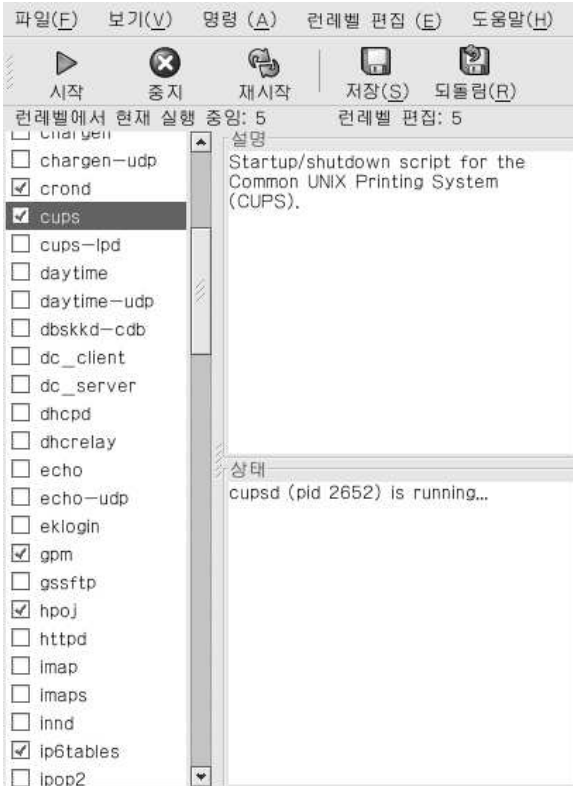 파일(F) 보기(V) 명령 (A) 런레벨 편집 (E) 도움말(H)
시작 중지 재시작 저장(S) 되돌림(R)
런레벨에서 현재 실행 중임: 5 런레벨 편집: 5
chargen
chargen-udp
crond
cups
cups-lpd
daytime
daytime-udp
dbskkd-cdb
dc_client
dc_server
dhcpd
dhcrelay
echo
echo-udp
eklogin
gpm
gssftp
hpoj
httpd
imap
imaps
innd
ip6tables
ipop2
설명
Startup/shutdown script for the
Common UNIX Printing System
(CUPS).
상태
cupsd (pid 2652) is running...